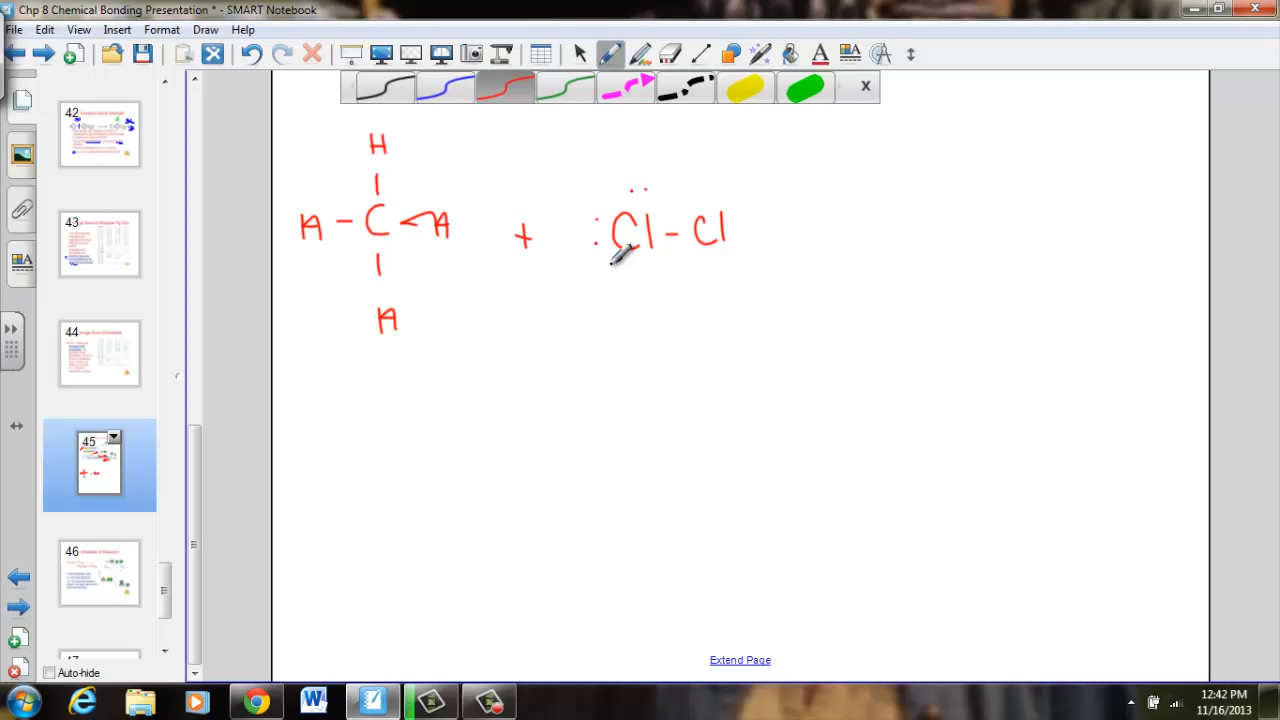 Chp 8 Chemical Bonding Presentation * - SMART Notebook
File Edit View Insert Format Draw Help
x
42
43
44
45
46
Auto-hide
H
H - C - H + :Cl - Cl
H
Extend Page
12:42 PM
11/16/2013